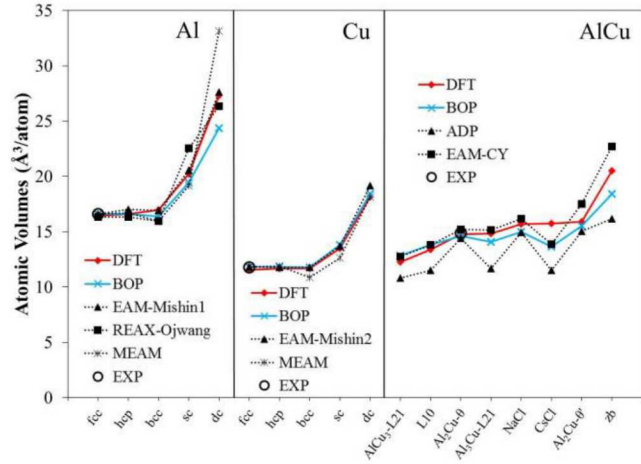 Atomic Volumes (Å³/atom)
35
30
25
20
15
10
5
0
Al
DFT
BOP
EAM-Mishin1
REAX-Ojwang
MEAM
EXP
fcc
hcp
bcc
sc
dc
Cu
DFT
BOP
EAM-Mishin2
MEAM
EXP
fcc
hcp
bcc
sc
dc
AlCu
DFT
BOP
ADP
EAM-CY
EXP
AlCu₃-L21
L10
Al₂Cu-θ
Al₃Cu-L21
NaCl
CsCl
Al₂Cu-θ'
zb